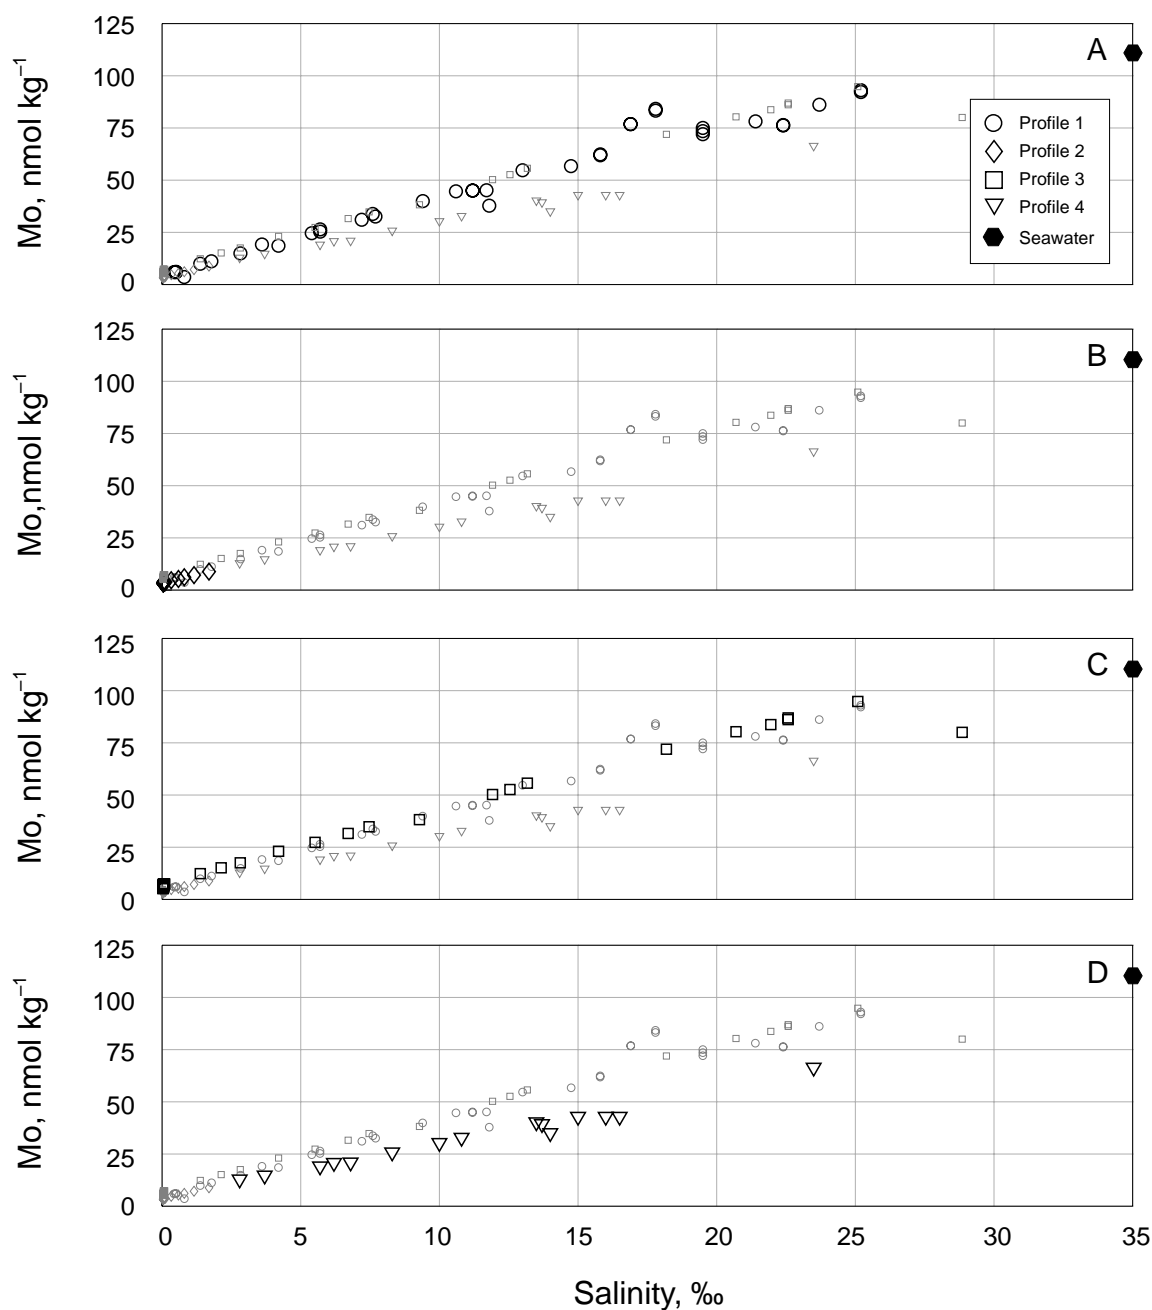 125
100
75
50
25
0
Mo, nmol kg⁻¹
A
Profile 1
Profile 2
Profile 3
Profile 4
Seawater
125
100
75
50
25
0
Mo,nmol kg⁻¹
B
125
100
75
50
25
0
Mo, nmol kg⁻¹
C
125
100
75
50
25
0
Mo, nmol kg⁻¹
D
0 5 10 15 20 25 30 35
Salinity, ‰